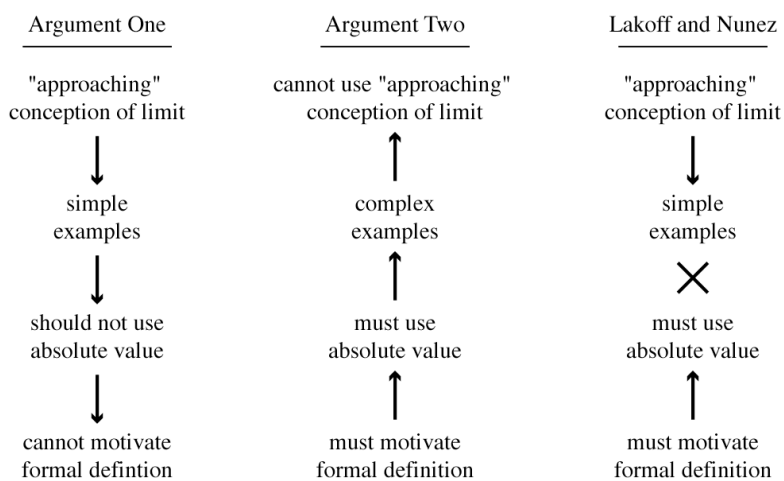 Argument One
"approaching"
conception of limit
simple
examples
should not use
absolute value
cannot motivate
formal defintion
Argument Two
cannot use "approaching"
conception of limit
complex
examples
must use
absolute value
must motivate
formal definition
Lakoff and Nunez
"approaching"
conception of limit
simple
examples
must use
absolute value
must motivate
formal definition